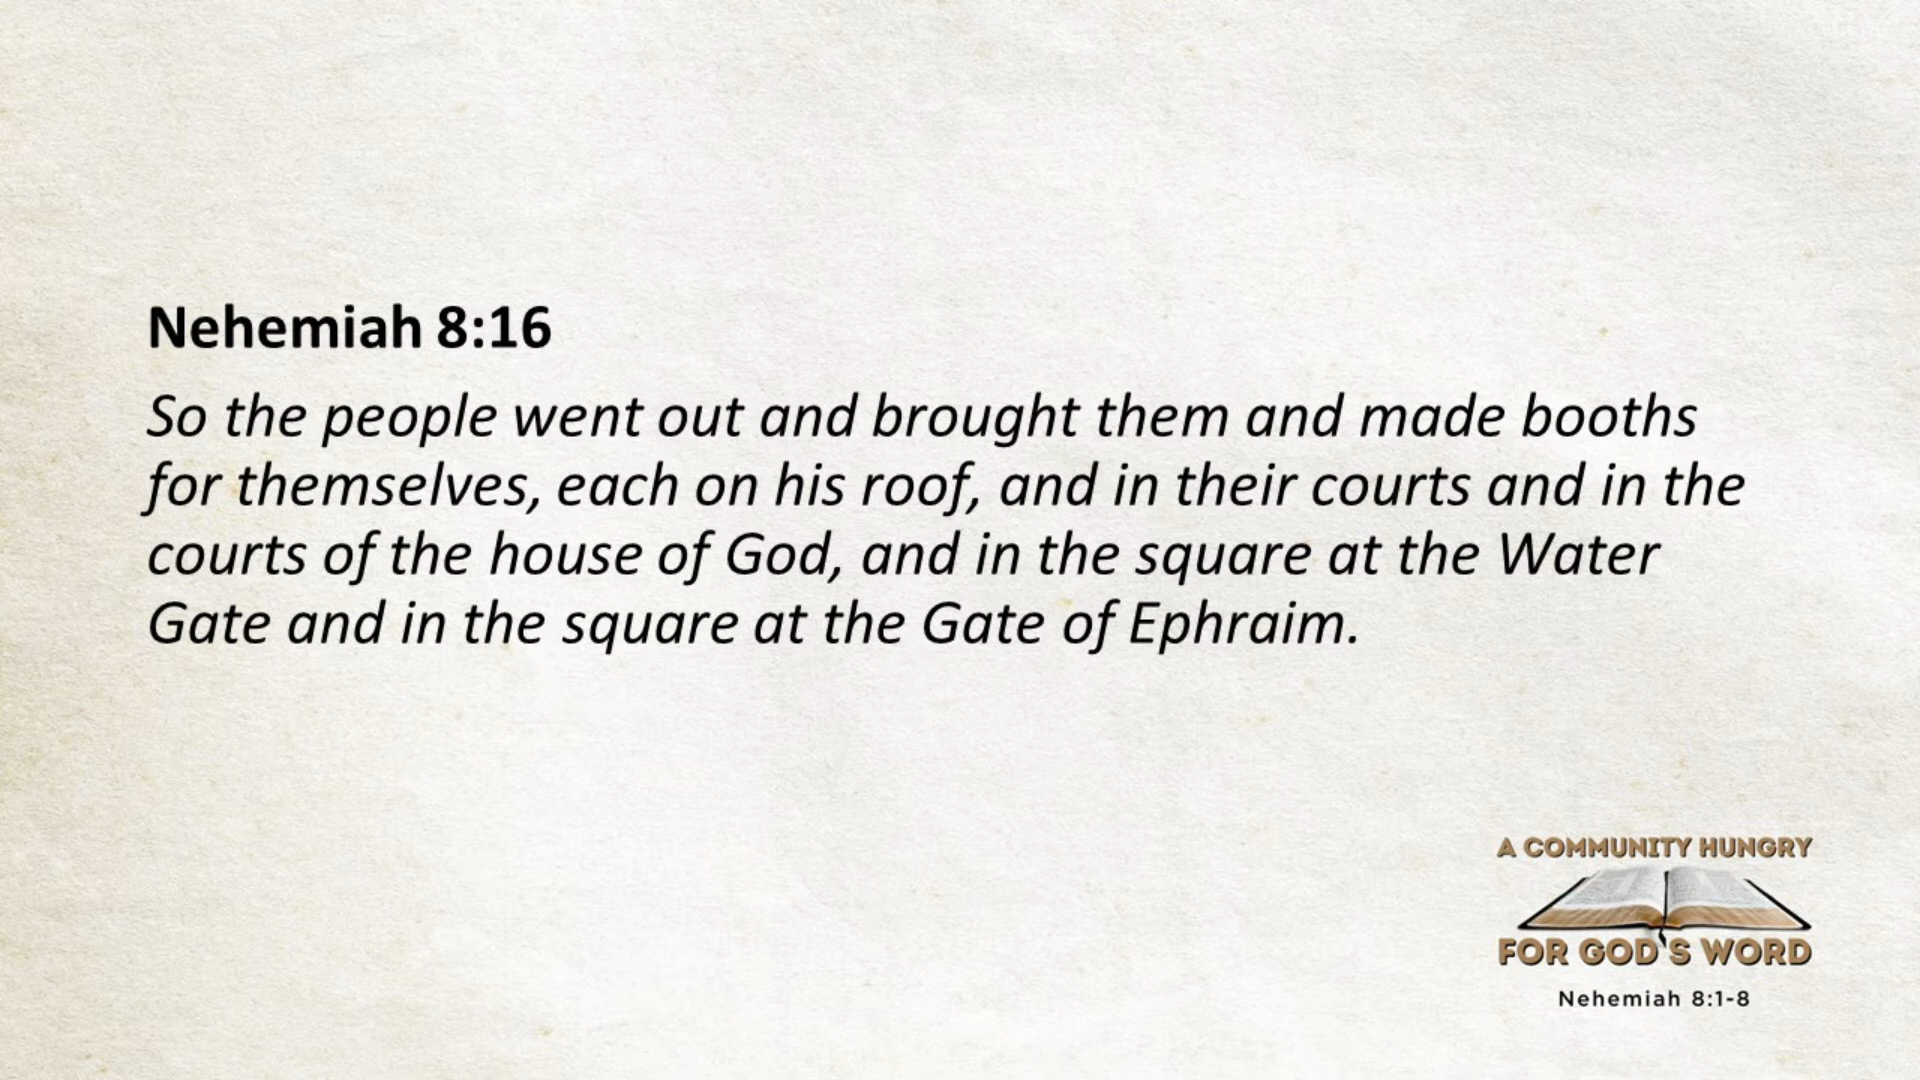 Nehemiah 8:16
So the people went out and brought them and made booths
for themselves, each on his roof, and in their courts and in the
courts of the house of God, and in the square at the Water
Gate and in the square at the Gate of Ephraim.
A COMMUNITY HUNGRY
FOR GOD'S WORD
Nehemiah 8:1-8